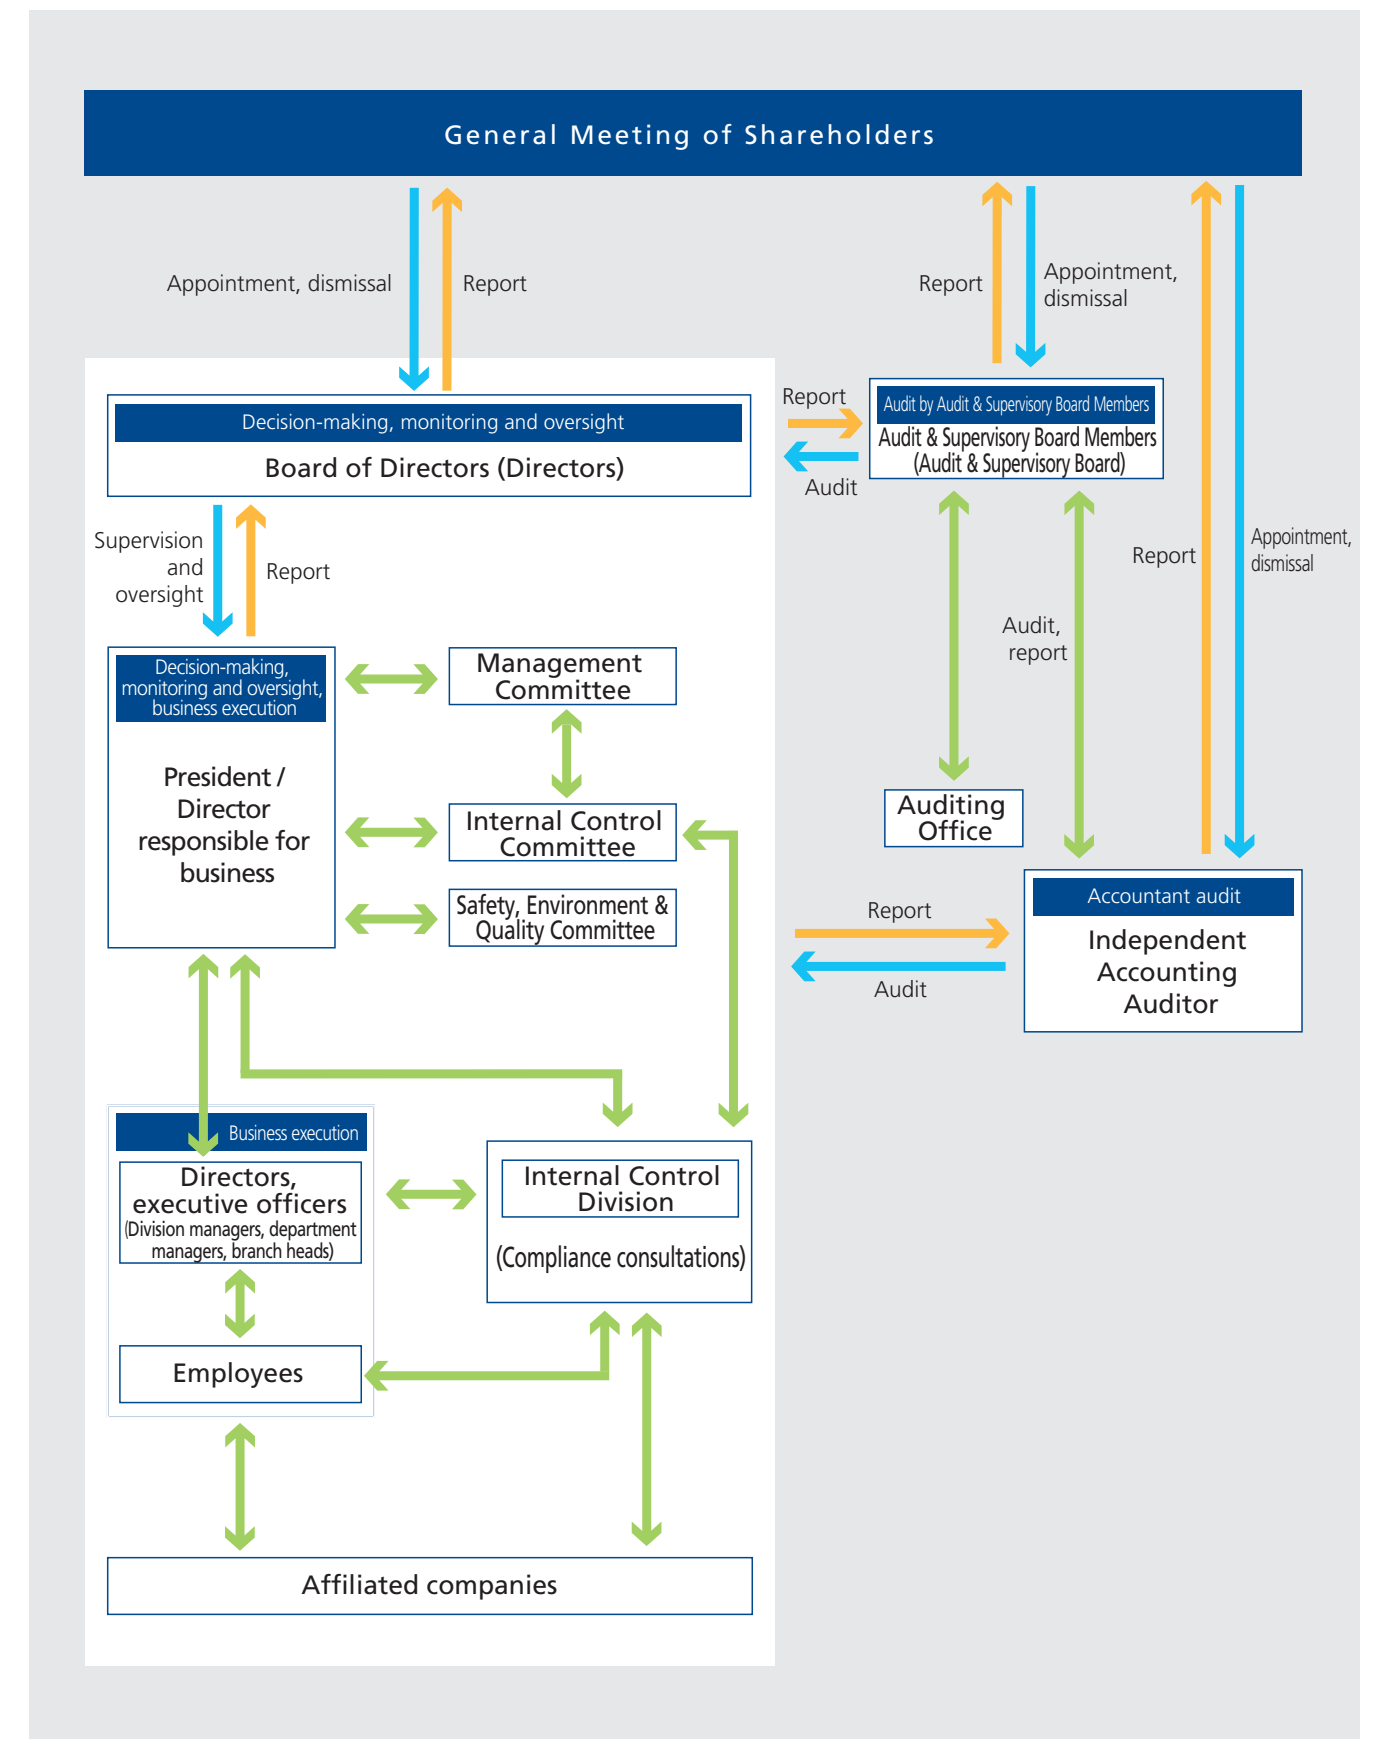 General Meeting of Shareholders
Appointment, dismissal
Report
Report
Appointment,
dismissal
Decision-making, monitoring and oversight
Board of Directors (Directors)
Report
Audit
Audit by Audit & Supervisory Board Members
Audit & Supervisory Board Members
(Audit & Supervisory Board)
Supervision
and
oversight
Report
Report
Appointment,
dismissal
Audit,
report
Decision-making,
monitoring and oversight,
business execution
President /
Director
responsible for
business
Management
Committee
Internal Control
Committee
Safety, Environment &
Quality Committee
Auditing
Office
Report
Audit
Accountant audit
Independent
Accounting
Auditor
Business execution
Directors,
executive officers
(Division managers, department
managers, branch heads)
Internal Control
Division
(Compliance consultations)
Employees
Affiliated companies